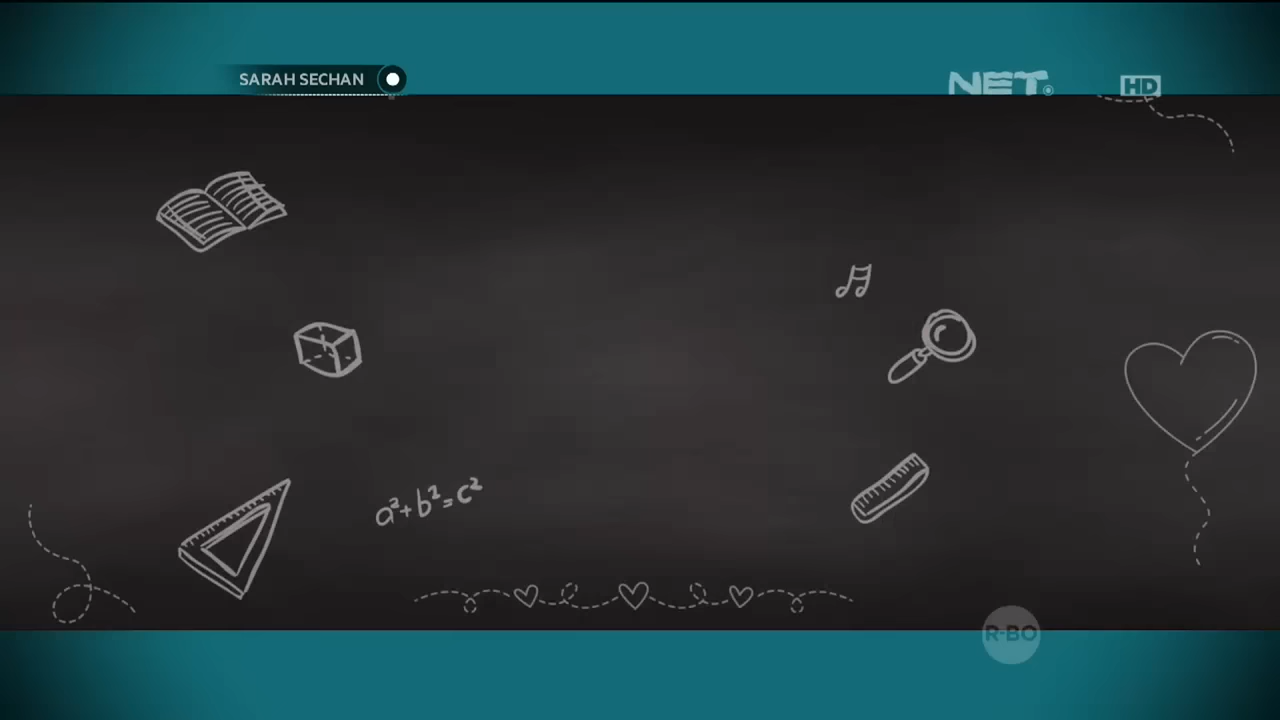 SARAH SECHAN
NET.
HD
a²+b²=c²
R-BO